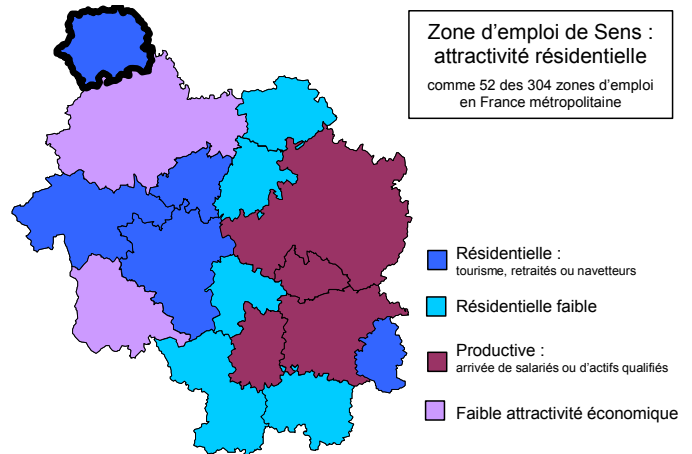 Zone d’emploi de Sens :
attractivité résidentielle
comme 52 des 304 zones d’emploi
en France métropolitaine
Résidentielle :
tourisme, retraités ou navetteurs
Résidentielle faible
Productive :
arrivée de salariés ou d’actifs qualifiés
Faible attractivité économique